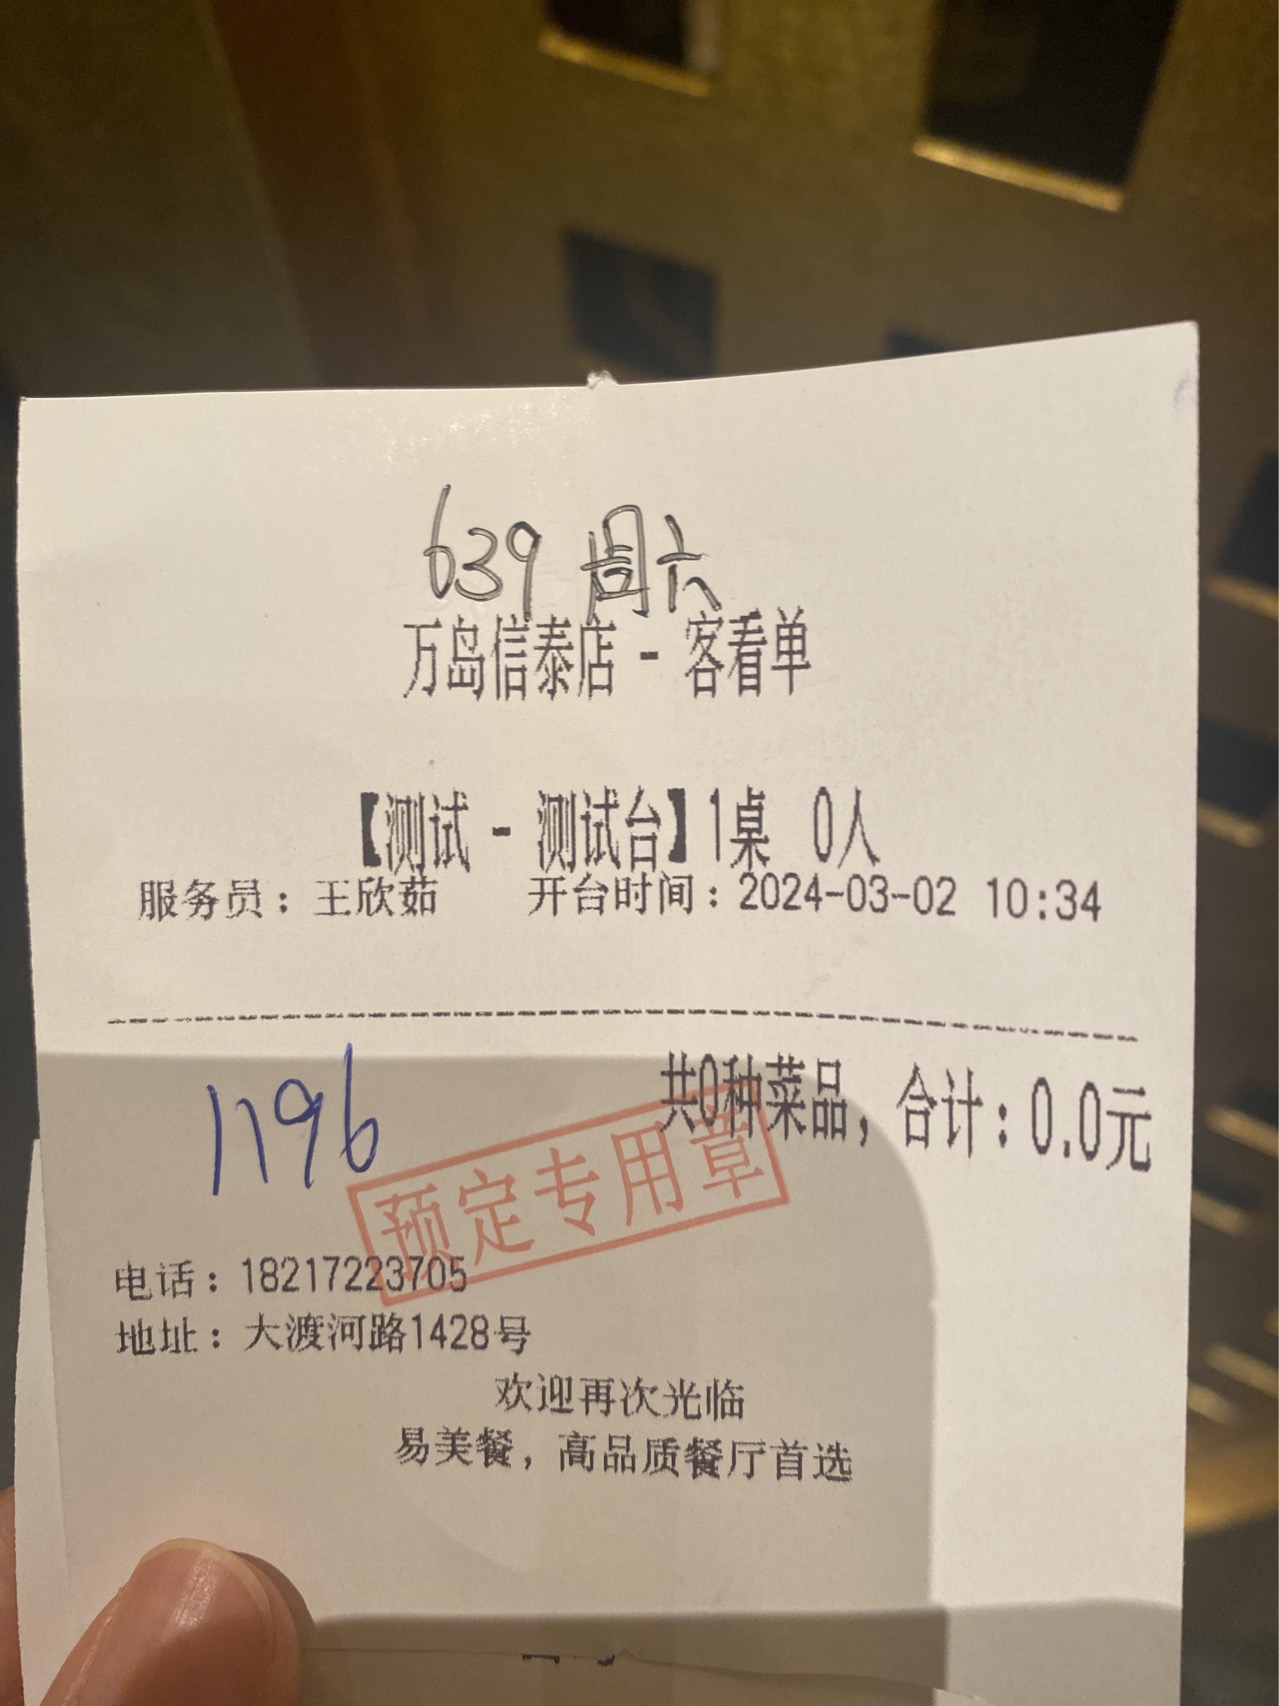 639 周六
万岛信泰店 - 客看单
【测试 - 测试台】1桌 0人
服务员：王欣茹 开台时间：2024-03-02 10:34
共0种菜品，合计：0.0元
1196
预定专用章
电话：18217223705
地址：大渡河路1428号
欢迎再次光临
易美餐，高品质餐厅首选